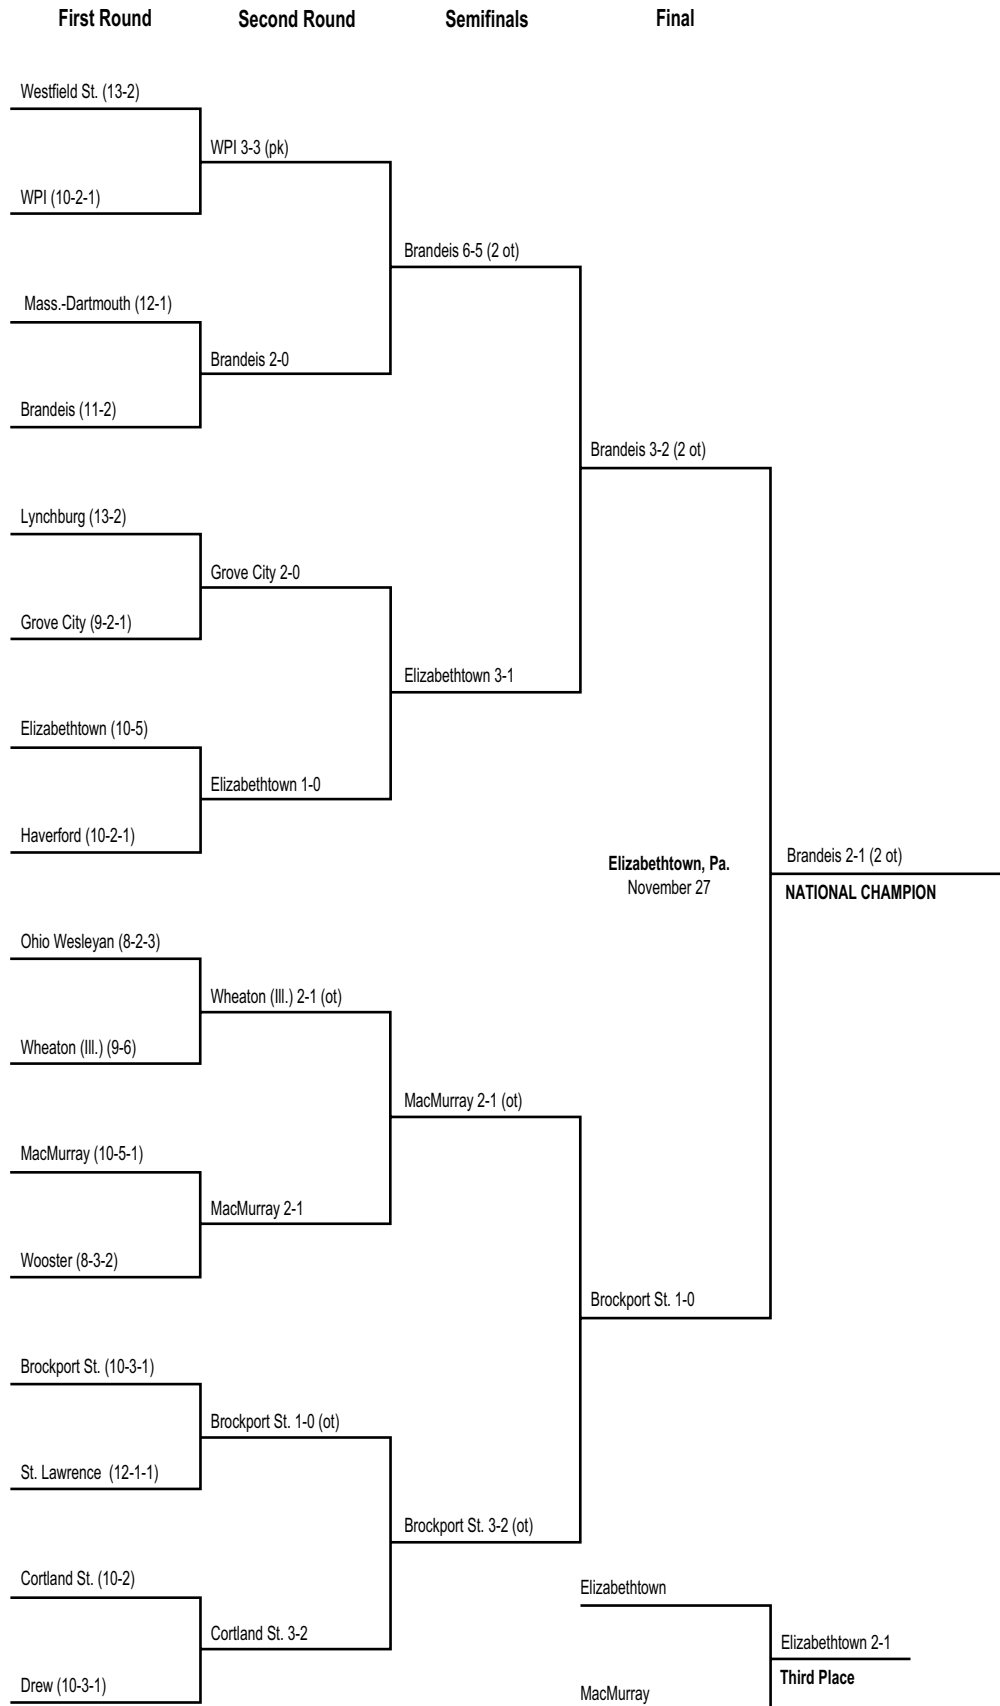 First Round
Second Round
Semifinals
Final
Westfield St. (13-2)
WPI 3-3 (pk)
WPI (10-2-1)
Brandeis 6-5 (2 ot)
Mass.-Dartmouth (12-1)
Brandeis 2-0
Brandeis (11-2)
Brandeis 3-2 (2 ot)
Lynchburg (13-2)
Grove City 2-0
Grove City (9-2-1)
Elizabethtown 3-1
Elizabethtown (10-5)
Elizabethtown 1-0
Haverford (10-2-1)
Elizabethtown, Pa.
November 27
Brandeis 2-1 (2 ot)
NATIONAL CHAMPION
Ohio Wesleyan (8-2-3)
Wheaton (Ill.) 2-1 (ot)
Wheaton (Ill.) (9-6)
MacMurray 2-1 (ot)
MacMurray (10-5-1)
MacMurray 2-1
Wooster (8-3-2)
Brockport St. 1-0
Brockport St. (10-3-1)
Brockport St. 1-0 (ot)
St. Lawrence (12-1-1)
Brockport St. 3-2 (ot)
Cortland St. (10-2)
Cortland St. 3-2
Drew (10-3-1)
Elizabethtown
Elizabethtown 2-1
Third Place
MacMurray